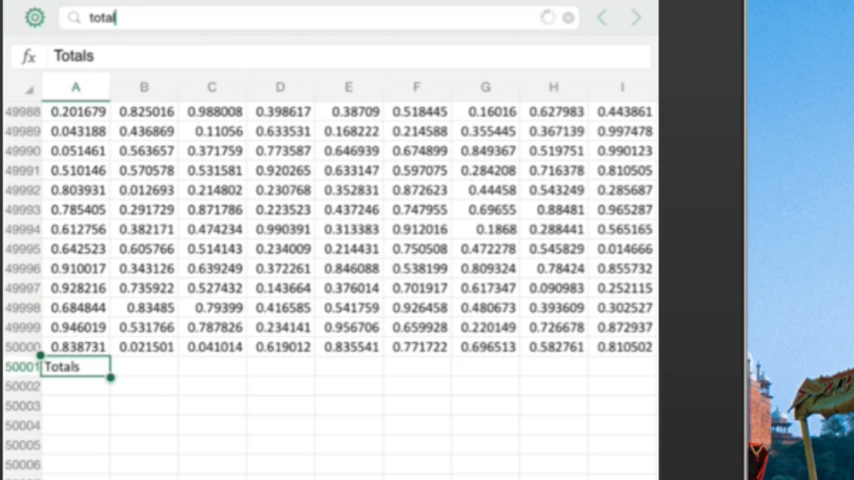 total
fx Totals
A B C D E F G H I
49988 0.201679 0.825016 0.988008 0.398617 0.38709 0.518445 0.16016 0.627983 0.443861
49989 0.043188 0.436869 0.11056 0.633531 0.168222 0.214588 0.355445 0.367139 0.997478
49990 0.051461 0.563657 0.371759 0.773587 0.646939 0.674899 0.849367 0.519751 0.990123
49991 0.510146 0.570578 0.531581 0.920265 0.633147 0.597075 0.284208 0.716378 0.810505
49992 0.803931 0.012693 0.214802 0.230768 0.352831 0.872623 0.44458 0.543249 0.285687
49993 0.785405 0.291729 0.871786 0.223523 0.437246 0.747955 0.69655 0.88481 0.965287
49994 0.612756 0.382171 0.474234 0.990391 0.313383 0.912016 0.1868 0.288441 0.565165
49995 0.642523 0.605766 0.514143 0.234009 0.214431 0.750508 0.472278 0.545829 0.014666
49996 0.910017 0.343126 0.639249 0.372261 0.846088 0.538199 0.809324 0.78424 0.855732
49997 0.928216 0.735922 0.527432 0.143664 0.376014 0.701917 0.617347 0.090983 0.252115
49998 0.684844 0.83485 0.79399 0.416585 0.541759 0.926458 0.480673 0.393609 0.302527
49999 0.946019 0.531766 0.787826 0.234141 0.956706 0.659928 0.220149 0.726678 0.872937
50000 0.838731 0.021501 0.041014 0.619012 0.835541 0.771722 0.696513 0.582761 0.810502
50001 Totals
50002
50003
50004
50005
50006